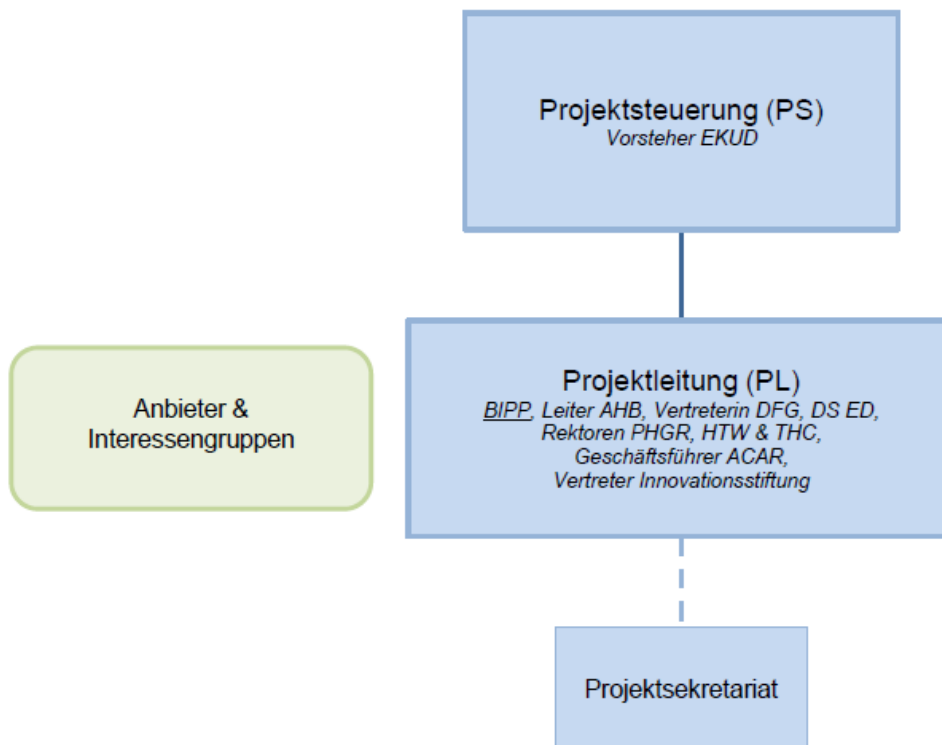 Projektsteuerung (PS)
Vorsteher EKUD
Anbieter &
Interessengruppen
Projektleitung (PL)
BIPP, Leiter AHB, Vertreterin DFG, DS ED,
Rektoren PHGR, HTW & THC,
Geschäftsführer ACAR,
Vertreter Innovationsstiftung
Projektsekretariat